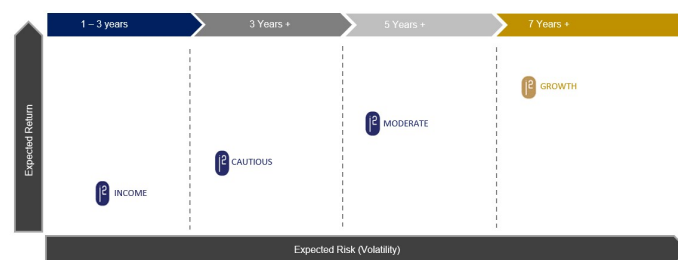 1 – 3 years
3 Years +
5 Years +
7 Years +
Expected Return
GROWTH
MODERATE
CAUTIOUS
INCOME
Expected Risk (Volatility)